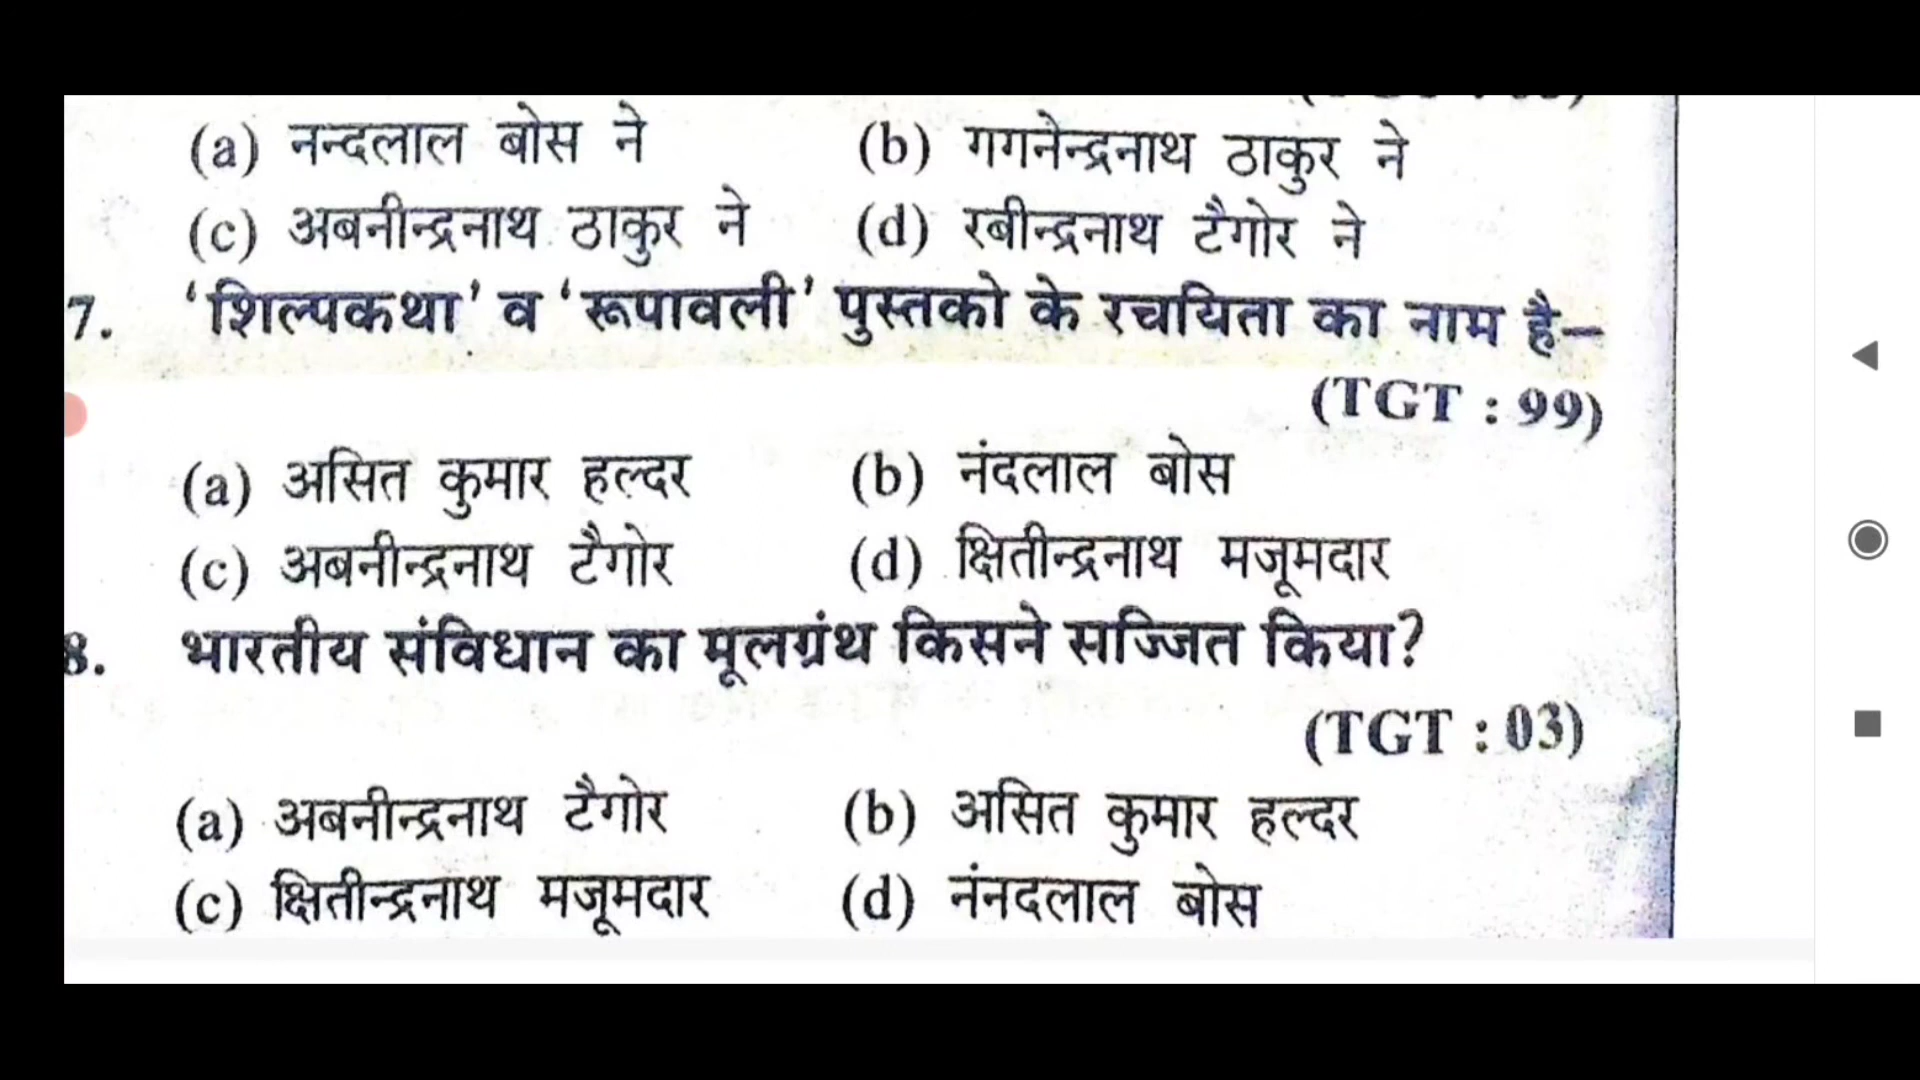 (a) नन्दलाल बोस ने (b) गगनेन्द्रनाथ ठाकुर ने
(c) अबनीन्द्रनाथ ठाकुर ने (d) रबीन्द्रनाथ टैगोर ने
7. 'शिल्पकथा' व 'रूपावली' पुस्तको के रचयिता का नाम है–
(TGT : 99)
(a) असित कुमार हल्दर (b) नंदलाल बोस
(c) अबनीन्द्रनाथ टैगोर (d) क्षितीन्द्रनाथ मजूमदार
8. भारतीय संविधान का मूलग्रंथ किसने सज्जित किया?
(TGT : 03)
(a) अबनीन्द्रनाथ टैगोर (b) असित कुमार हल्दर
(c) क्षितीन्द्रनाथ मजूमदार (d) नंनदलाल बोस